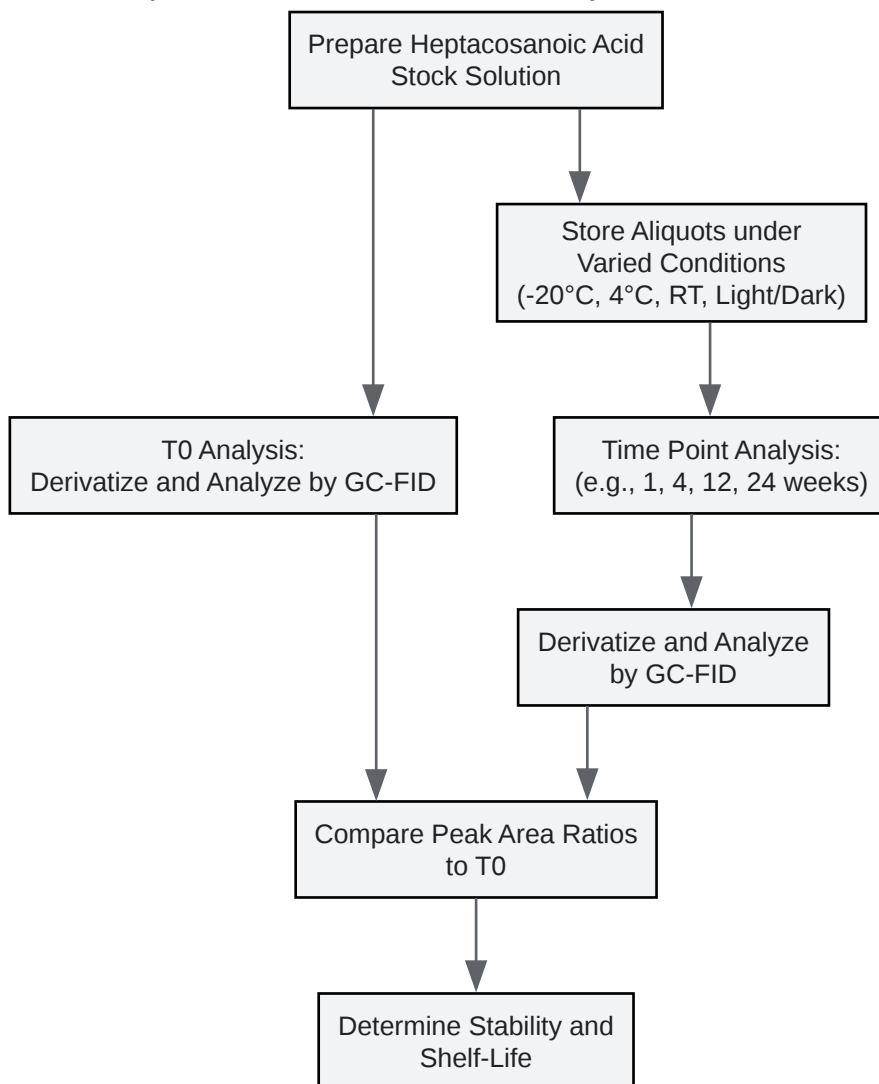 Prepare Heptacosanoic Acid
Stock Solution
Store Aliquots under
Varied Conditions
(-20°C, 4°C, RT, Light/Dark)
T0 Analysis:
Derivatize and Analyze by GC-FID
Time Point Analysis:
(e.g., 1, 4, 12, 24 weeks)
Derivatize and Analyze
by GC-FID
Compare Peak Area Ratios
to T0
Determine Stability and
Shelf-Life